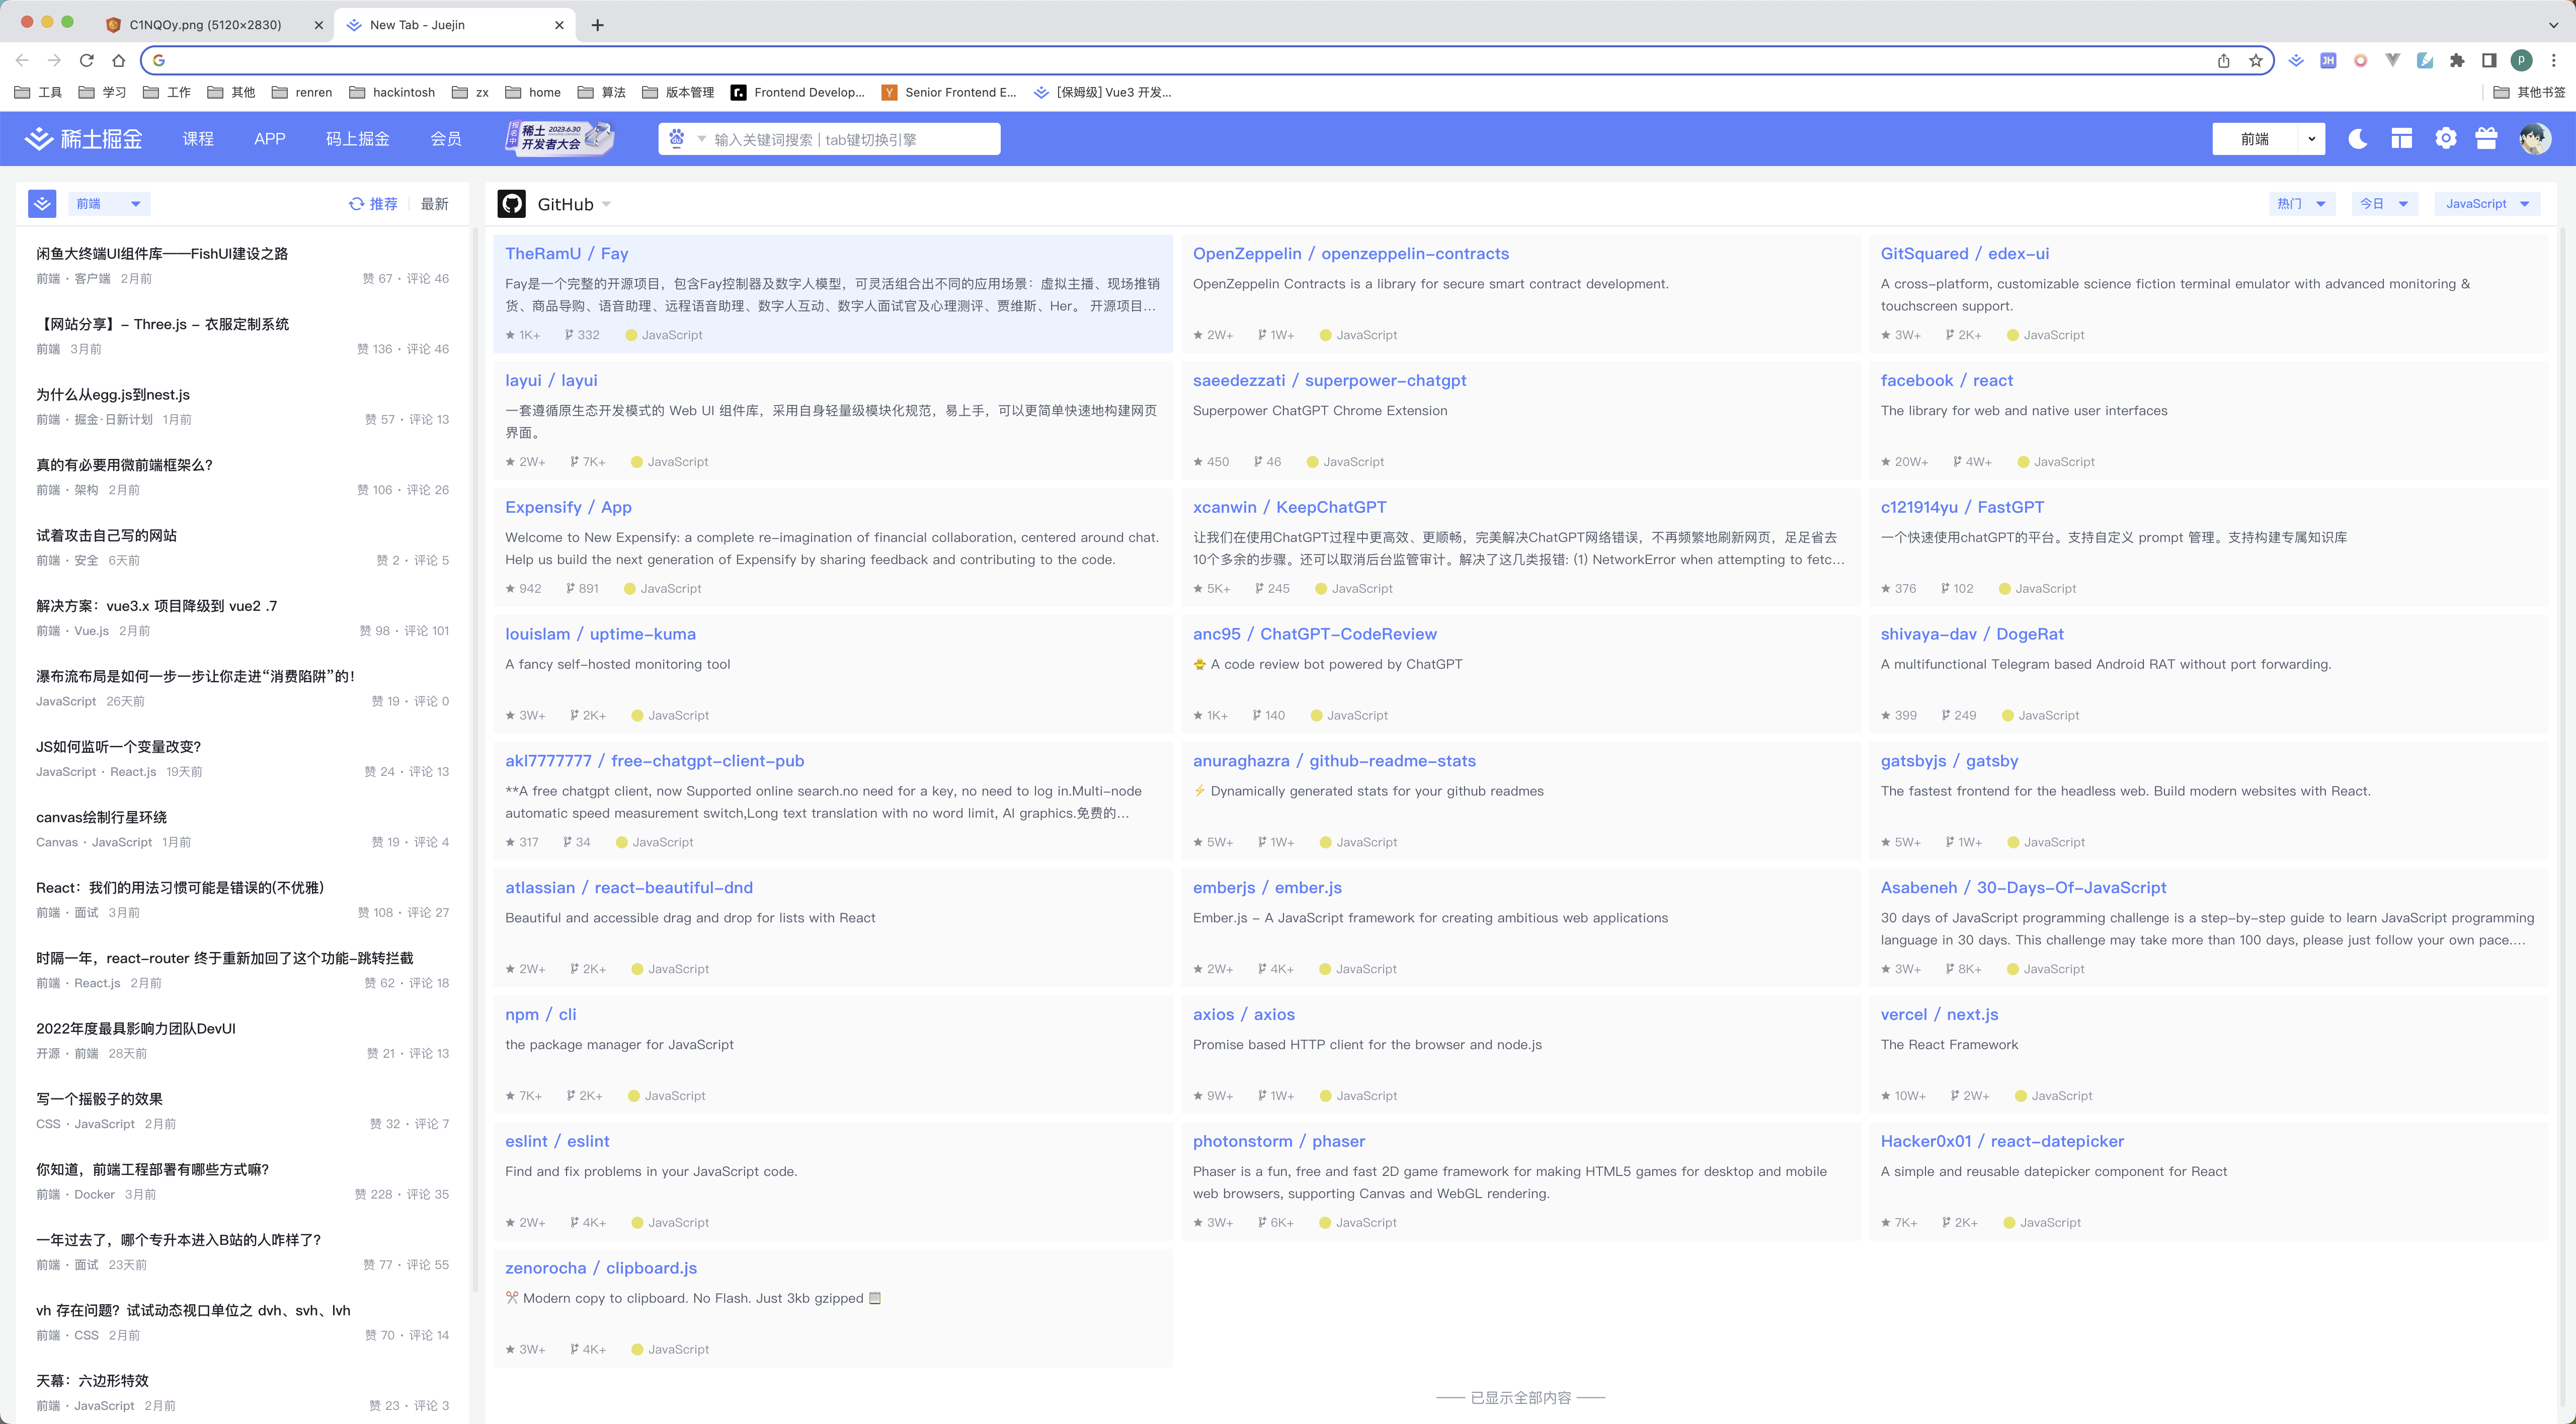 C1NQOy.png (5120×2830)
New Tab - Juejin
工具 学习 工作 其他 renren hackintosh zx home 算法 版本管理 Frontend Develop... Senior Frontend E... [保姆级] Vue3 开发... 其他书签
稀土掘金 课程 APP 码上掘金 会员 报名中 稀土 2023.6.30 开发者大会 输入关键词搜索 | tab键切换引擎 前端
前端 推荐 最新
闲鱼大终端UI组件库——FishUI建设之路
前端 · 客户端 2月前 赞 67 · 评论 46
【网站分享】- Three.js - 衣服定制系统
前端 3月前 赞 136 · 评论 46
为什么从egg.js到nest.js
前端 · 掘金·日新计划 1月前 赞 57 · 评论 13
真的有必要用微前端框架么?
前端 · 架构 2月前 赞 106 · 评论 26
试着攻击自己写的网站
前端 · 安全 6天前 赞 2 · 评论 5
解决方案：vue3.x 项目降级到 vue2 .7
前端 · Vue.js 2月前 赞 98 · 评论 101
瀑布流布局是如何一步一步让你走进“消费陷阱”的！
JavaScript 26天前 赞 19 · 评论 0
JS如何监听一个变量改变?
JavaScript · React.js 19天前 赞 24 · 评论 13
canvas绘制行星环绕
Canvas · JavaScript 1月前 赞 19 · 评论 4
React：我们的用法习惯可能是错误的(不优雅)
前端 · 面试 3月前 赞 108 · 评论 27
时隔一年，react-router 终于重新加回了这个功能-跳转拦截
前端 · React.js 2月前 赞 62 · 评论 18
2022年度最具影响力团队DevUI
开源 · 前端 28天前 赞 21 · 评论 13
写一个摇骰子的效果
CSS · JavaScript 2月前 赞 32 · 评论 7
你知道，前端工程部署有哪些方式嘛?
前端 · Docker 3月前 赞 228 · 评论 35
一年过去了，哪个专升本进入B站的人咋样了?
前端 · 面试 23天前 赞 77 · 评论 55
vh 存在问题？试试动态视口单位之 dvh、svh、lvh
前端 · CSS 2月前 赞 70 · 评论 14
天幕：六边形特效
前端 · JavaScript 2月前 赞 23 · 评论 3
GitHub 热门 今日 JavaScript
TheRamU / Fay
Fay是一个完整的开源项目，包含Fay控制器及数字人模型，可灵活组合出不同的应用场景：虚拟主播、现场推销
货、商品导购、语音助理、远程语音助理、数字人互动、数字人面试官及心理测评、贾维斯、Her。 开源项目...
1K+ 332 JavaScript
OpenZeppelin / openzeppelin-contracts
OpenZeppelin Contracts is a library for secure smart contract development.
2W+ 1W+ JavaScript
GitSquared / edex-ui
A cross-platform, customizable science fiction terminal emulator with advanced monitoring &
touchscreen support.
3W+ 2K+ JavaScript
layui / layui
一套遵循原生态开发模式的 Web UI 组件库，采用自身轻量级模块化规范，易上手，可以更简单快速地构建网页
界面。
2W+ 7K+ JavaScript
saeedezzati / superpower-chatgpt
Superpower ChatGPT Chrome Extension
450 46 JavaScript
facebook / react
The library for web and native user interfaces
20W+ 4W+ JavaScript
Expensify / App
Welcome to New Expensify: a complete re-imagination of financial collaboration, centered around chat.
Help us build the next generation of Expensify by sharing feedback and contributing to the code.
942 891 JavaScript
xcanwin / KeepChatGPT
让我们在使用ChatGPT过程中更高效、更顺畅，完美解决ChatGPT网络错误，不再频繁地刷新网页，足足省去
10个多余的步骤。还可以取消后台监管审计。解决了这几类报错: (1) NetworkError when attempting to fetc...
5K+ 245 JavaScript
c121914yu / FastGPT
一个快速使用chatGPT的平台。支持自定义 prompt 管理。支持构建专属知识库
376 102 JavaScript
louislam / uptime-kuma
A fancy self-hosted monitoring tool
3W+ 2K+ JavaScript
anc95 / ChatGPT-CodeReview
A code review bot powered by ChatGPT
1K+ 140 JavaScript
shivaya-dav / DogeRat
A multifunctional Telegram based Android RAT without port forwarding.
399 249 JavaScript
akl7777777 / free-chatgpt-client-pub
**A free chatgpt client, now Supported online search.no need for a key, no need to log in.Multi-node
automatic speed measurement switch,Long text translation with no word limit, AI graphics.免费的...
317 34 JavaScript
anuraghazra / github-readme-stats
⚡ Dynamically generated stats for your github readmes
5W+ 1W+ JavaScript
gatsbyjs / gatsby
The fastest frontend for the headless web. Build modern websites with React.
5W+ 1W+ JavaScript
atlassian / react-beautiful-dnd
Beautiful and accessible drag and drop for lists with React
2W+ 2K+ JavaScript
emberjs / ember.js
Ember.js - A JavaScript framework for creating ambitious web applications
2W+ 4K+ JavaScript
Asabeneh / 30-Days-Of-JavaScript
30 days of JavaScript programming challenge is a step-by-step guide to learn JavaScript programming
language in 30 days. This challenge may take more than 100 days, please just follow your own pace....
3W+ 8K+ JavaScript
npm / cli
the package manager for JavaScript
7K+ 2K+ JavaScript
axios / axios
Promise based HTTP client for the browser and node.js
9W+ 1W+ JavaScript
vercel / next.js
The React Framework
10W+ 2W+ JavaScript
eslint / eslint
Find and fix problems in your JavaScript code.
2W+ 4K+ JavaScript
photonstorm / phaser
Phaser is a fun, free and fast 2D game framework for making HTML5 games for desktop and mobile
web browsers, supporting Canvas and WebGL rendering.
3W+ 6K+ JavaScript
Hacker0x01 / react-datepicker
A simple and reusable datepicker component for React
7K+ 2K+ JavaScript
zenorocha / clipboard.js
✂️ Modern copy to clipboard. No Flash. Just 3kb gzipped 📋
3W+ 4K+ JavaScript
—— 已显示全部内容 ——